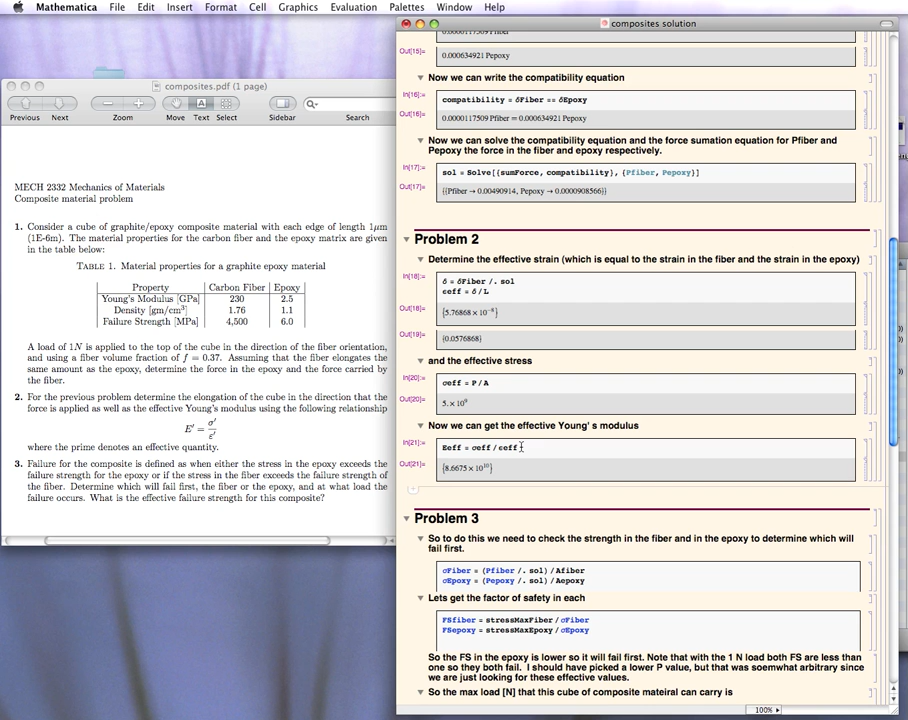 Mathematica File Edit Insert Format Cell Graphics Evaluation Palettes Window Help
composites.pdf (1 page)
Previous Next Zoom Move Text Select Sidebar Search
MECH 2332 Mechanics of Materials
Composite material problem
1. Consider a cube of graphite/epoxy composite material with each edge of length 1μm
(1E-6m). The material properties for the carbon fiber and the epoxy matrix are given
in the table below:
TABLE 1. Material properties for a graphite epoxy material
Property Carbon Fiber Epoxy
Young's Modulus [GPa] 230 2.5
Density [gm/cm³] 1.76 1.1
Failure Strength [MPa] 4,500 6.0
A load of 1N is applied to the top of the cube in the direction of the fiber orientation,
and using a fiber volume fraction of f = 0.37. Assuming that the fiber elongates the
same amount as the epoxy, determine the force in the epoxy and the force carried by
the fiber.
2. For the previous problem determine the elongation of the cube in the direction that the
force is applied as well as the effective Young's modulus using the following relationship
E' = σ'/ε'
where the prime denotes an effective quantity.
3. Failure for the composite is defined as when either the stress in the epoxy exceeds the
failure strength for the epoxy or if the stress in the fiber exceeds the failure strength of
the fiber. Determine which will fail first, the fiber or the epoxy, and at what load the
failure occurs. What is the effective failure strength for this composite?
composites solution
0.0000117509 Pfiber
Out[15]= 0.000634921 Pepoxy
Now we can write the compatibility equation
In[16]:= compatibility = δFiber == δEpoxy
Out[16]= 0.0000117509 Pfiber = 0.000634921 Pepoxy
Now we can solve the compatibility equation and the force sumation equation for Pfiber and
Pepoxy the force in the fiber and epoxy respectively.
In[17]:= sol = Solve[{sumForce, compatibility}, {Pfiber, Pepoxy}]
Out[17]= {{Pfiber → 0.00490914, Pepoxy → 0.0000908566}}
Problem 2
Determine the effective strain (which is equal to the strain in the fiber and the strain in the epoxy)
In[18]:= δ = δFiber /. sol
εeff = δ / L
Out[18]= {5.76868 × 10⁻⁸}
Out[19]= {0.0576868}
and the effective stress
In[20]:= σeff = P / A
Out[20]= 5. × 10⁹
Now we can get the effective Young' s modulus
In[21]:= Eeff = σeff / εeff
Out[21]= {8.6675 × 10¹⁰}
Problem 3
So to do this we need to check the strength in the fiber and in the epoxy to determine which will
fail first.
σFiber = (Pfiber /. sol) / Afiber
σEpoxy = (Pepoxy /. sol) / Aepoxy
Lets get the factor of safety in each
FSfiber = stressMaxFiber / σFiber
FSepoxy = stressMaxEpoxy / σEpoxy
So the FS in the epoxy is lower so it will fail first. Note that with the 1 N load both FS are less than
one so they both fail. I should have picked a lower P value, but that was soemwhat arbitrary since
we are just looking for these effective values.
So the max load [N] that this cube of composite mateiral can carry is
100%